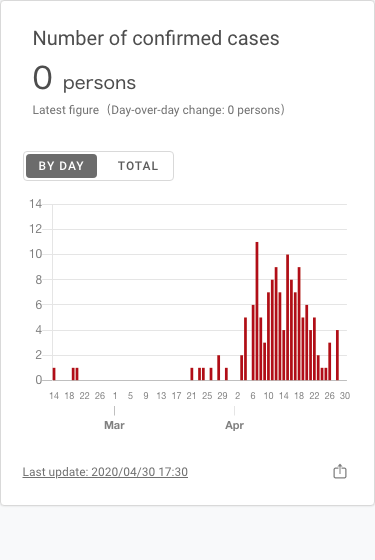 Number of confirmed cases
0 persons
Latest figure (Day-over-day change: 0 persons)
BY DAY TOTAL
14
12
10
8
6
4
2
0
14 18 22 26 1 5 9 13 17 21 25 29 2 6 10 14 18 22 26 30
Mar Apr
Last update: 2020/04/30 17:30